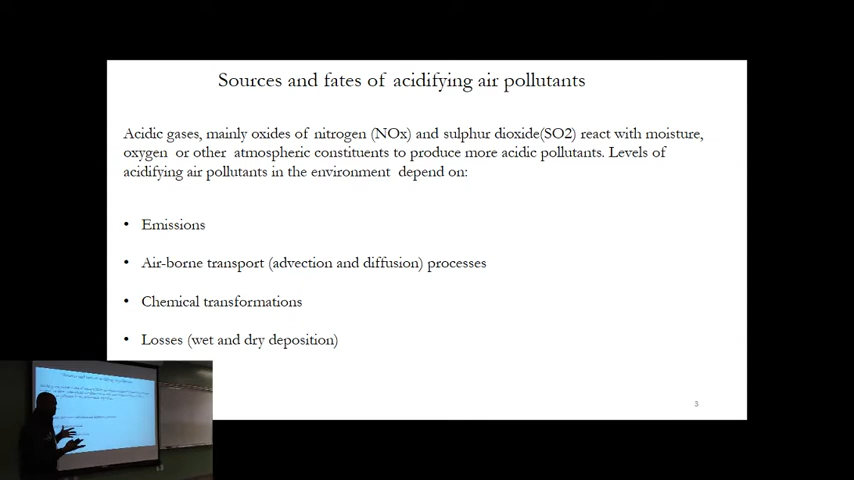 Sources and fates of acidifying air pollutants
Acidic gases, mainly oxides of nitrogen (NOx) and sulphur dioxide(SO2) react with moisture,
oxygen or other atmospheric constituents to produce more acidic pollutants. Levels of
acidifying air pollutants in the environment depend on:
• Emissions
• Air-borne transport (advection and diffusion) processes
• Chemical transformations
• Losses (wet and dry deposition)
3